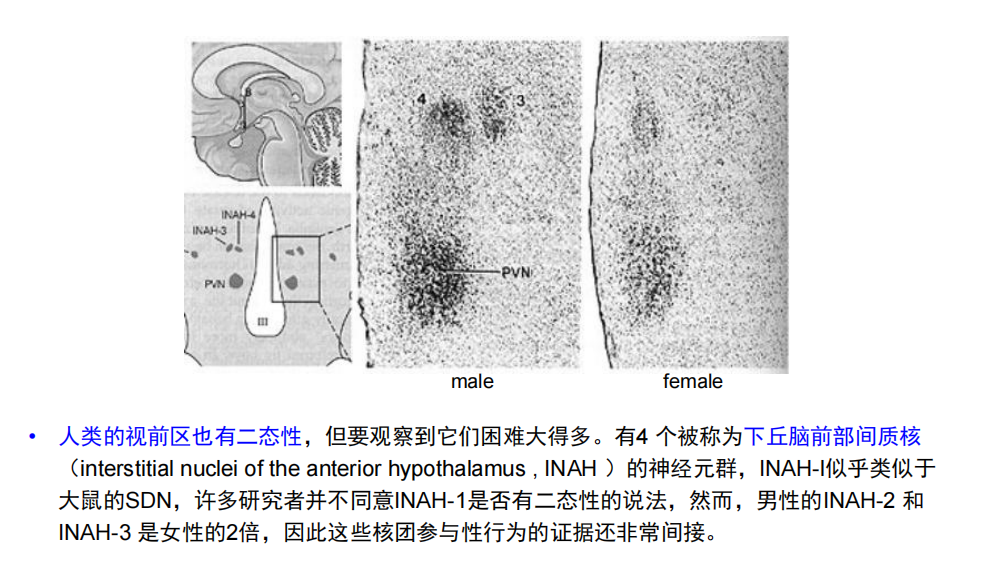 4
3
INAH-4
INAH-3
PVN
III
PVN
male
female
• 人类的视前区也有二态性，但要观察到它们困难大得多。有4 个被称为下丘脑前部间质核
（interstitial nuclei of the anterior hypothalamus , INAH ）的神经元群，INAH-I似乎类似于
大鼠的SDN，许多研究者并不同意INAH-1是否有二态性的说法，然而，男性的INAH-2 和
INAH-3 是女性的2倍，因此这些核团参与性行为的证据还非常间接。